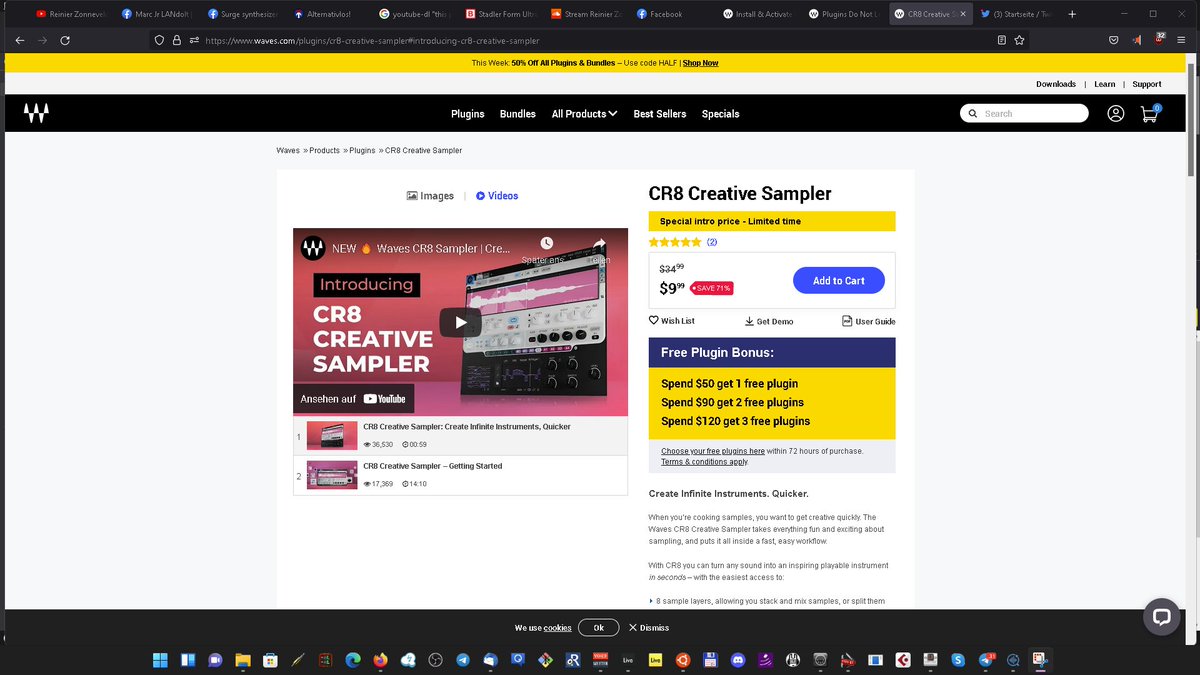 Reinier Zonnevel
Marc Jr LANdolt
Surge synthesizer
Alternativlos!
youtube-dl "this
Stadler Form Ultr
Stream Reinier Zo
Facebook
Install & Activate
Plugins Do Not L
CR8 Creative S
(3) Startseite / Tw
https://www.waves.com/plugins/cr8-creative-sampler#introducing-cr8-creative-sampler
32
This Week: 50% Off All Plugins & Bundles – Use code HALF | Shop Now
Downloads | Learn | Support
Plugins Bundles All Products Best Sellers Specials
Search
0
Waves » Products » Plugins » CR8 Creative Sampler
Images | Videos
NEW 🔥 Waves CR8 Sampler | Cre...
Später ans...
Teilen
Introducing
CR8
CREATIVE
SAMPLER
Ansehen auf YouTube
1
CR8 Creative Sampler: Create Infinite Instruments, Quicker
36,530 00:59
2
CR8 Creative Sampler – Getting Started
17,369 14:10
CR8 Creative Sampler
Special intro price - Limited time
(2)
$34.99
$9.99 SAVE 71%
Add to Cart
Wish List Get Demo User Guide
Free Plugin Bonus:
Spend $50 get 1 free plugin
Spend $90 get 2 free plugins
Spend $120 get 3 free plugins
Choose your free plugins here within 72 hours of purchase.
Terms & conditions apply.
Create Infinite Instruments. Quicker.
When you're cooking samples, you want to get creative quickly. The
Waves CR8 Creative Sampler takes everything fun and exciting about
sampling, and puts it all inside a fast, easy workflow.
With CR8 you can turn any sound into an inspiring playable instrument
in seconds – with the easiest access to:
8 sample layers, allowing you stack and mix samples, or split them
We use cookies Ok Dismiss
Live
Live